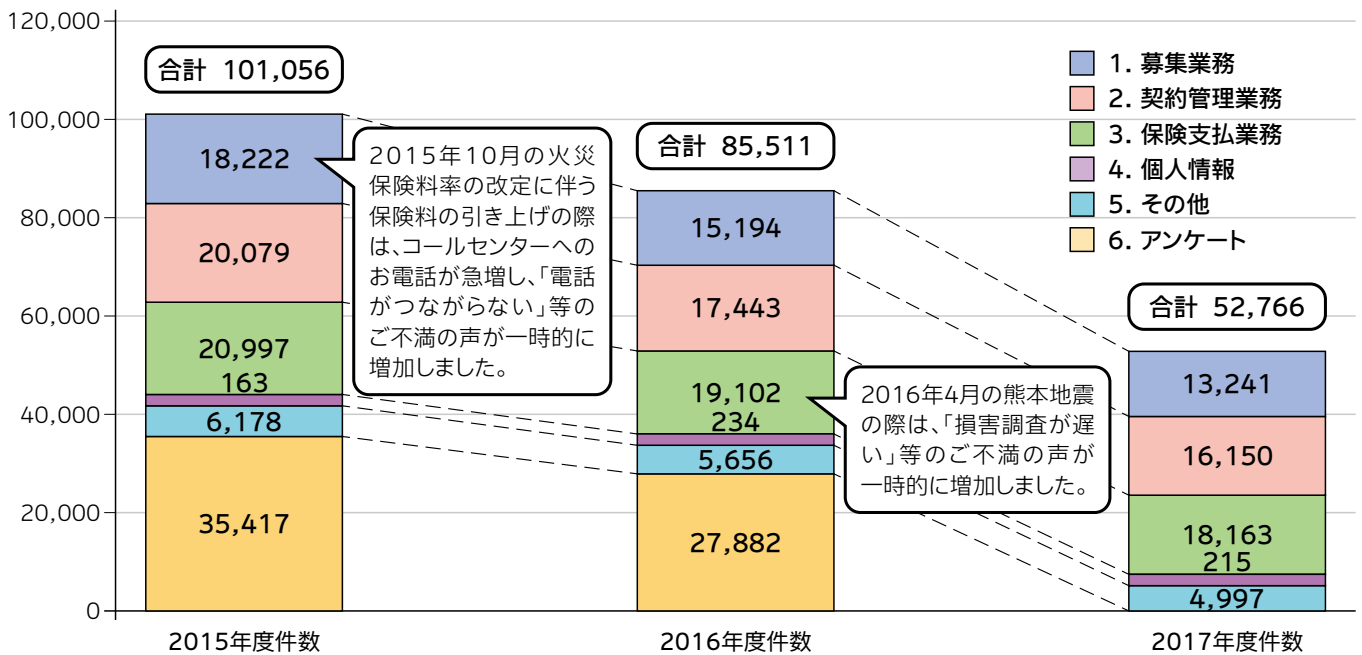 120,000
100,000
80,000
60,000
40,000
20,000
0
合計 101,056
18,222
20,079
20,997
163
6,178
35,417
2015年度件数
2015年10月の火災
保険料率の改定に伴う
保険料の引き上げの際
は、コールセンターへの
お電話が急増し、「電話
がつながらない」等の
ご不満の声が一時的に
増加しました。
合計 85,511
15,194
17,443
19,102
234
5,656
27,882
2016年度件数
2016年4月の熊本地震
の際は、「損害調査が遅
い」等のご不満の声が
一時的に増加しました。
1. 募集業務
2. 契約管理業務
3. 保険支払業務
4. 個人情報
5. その他
6. アンケート
合計 52,766
13,241
16,150
18,163
215
4,997
2017年度件数